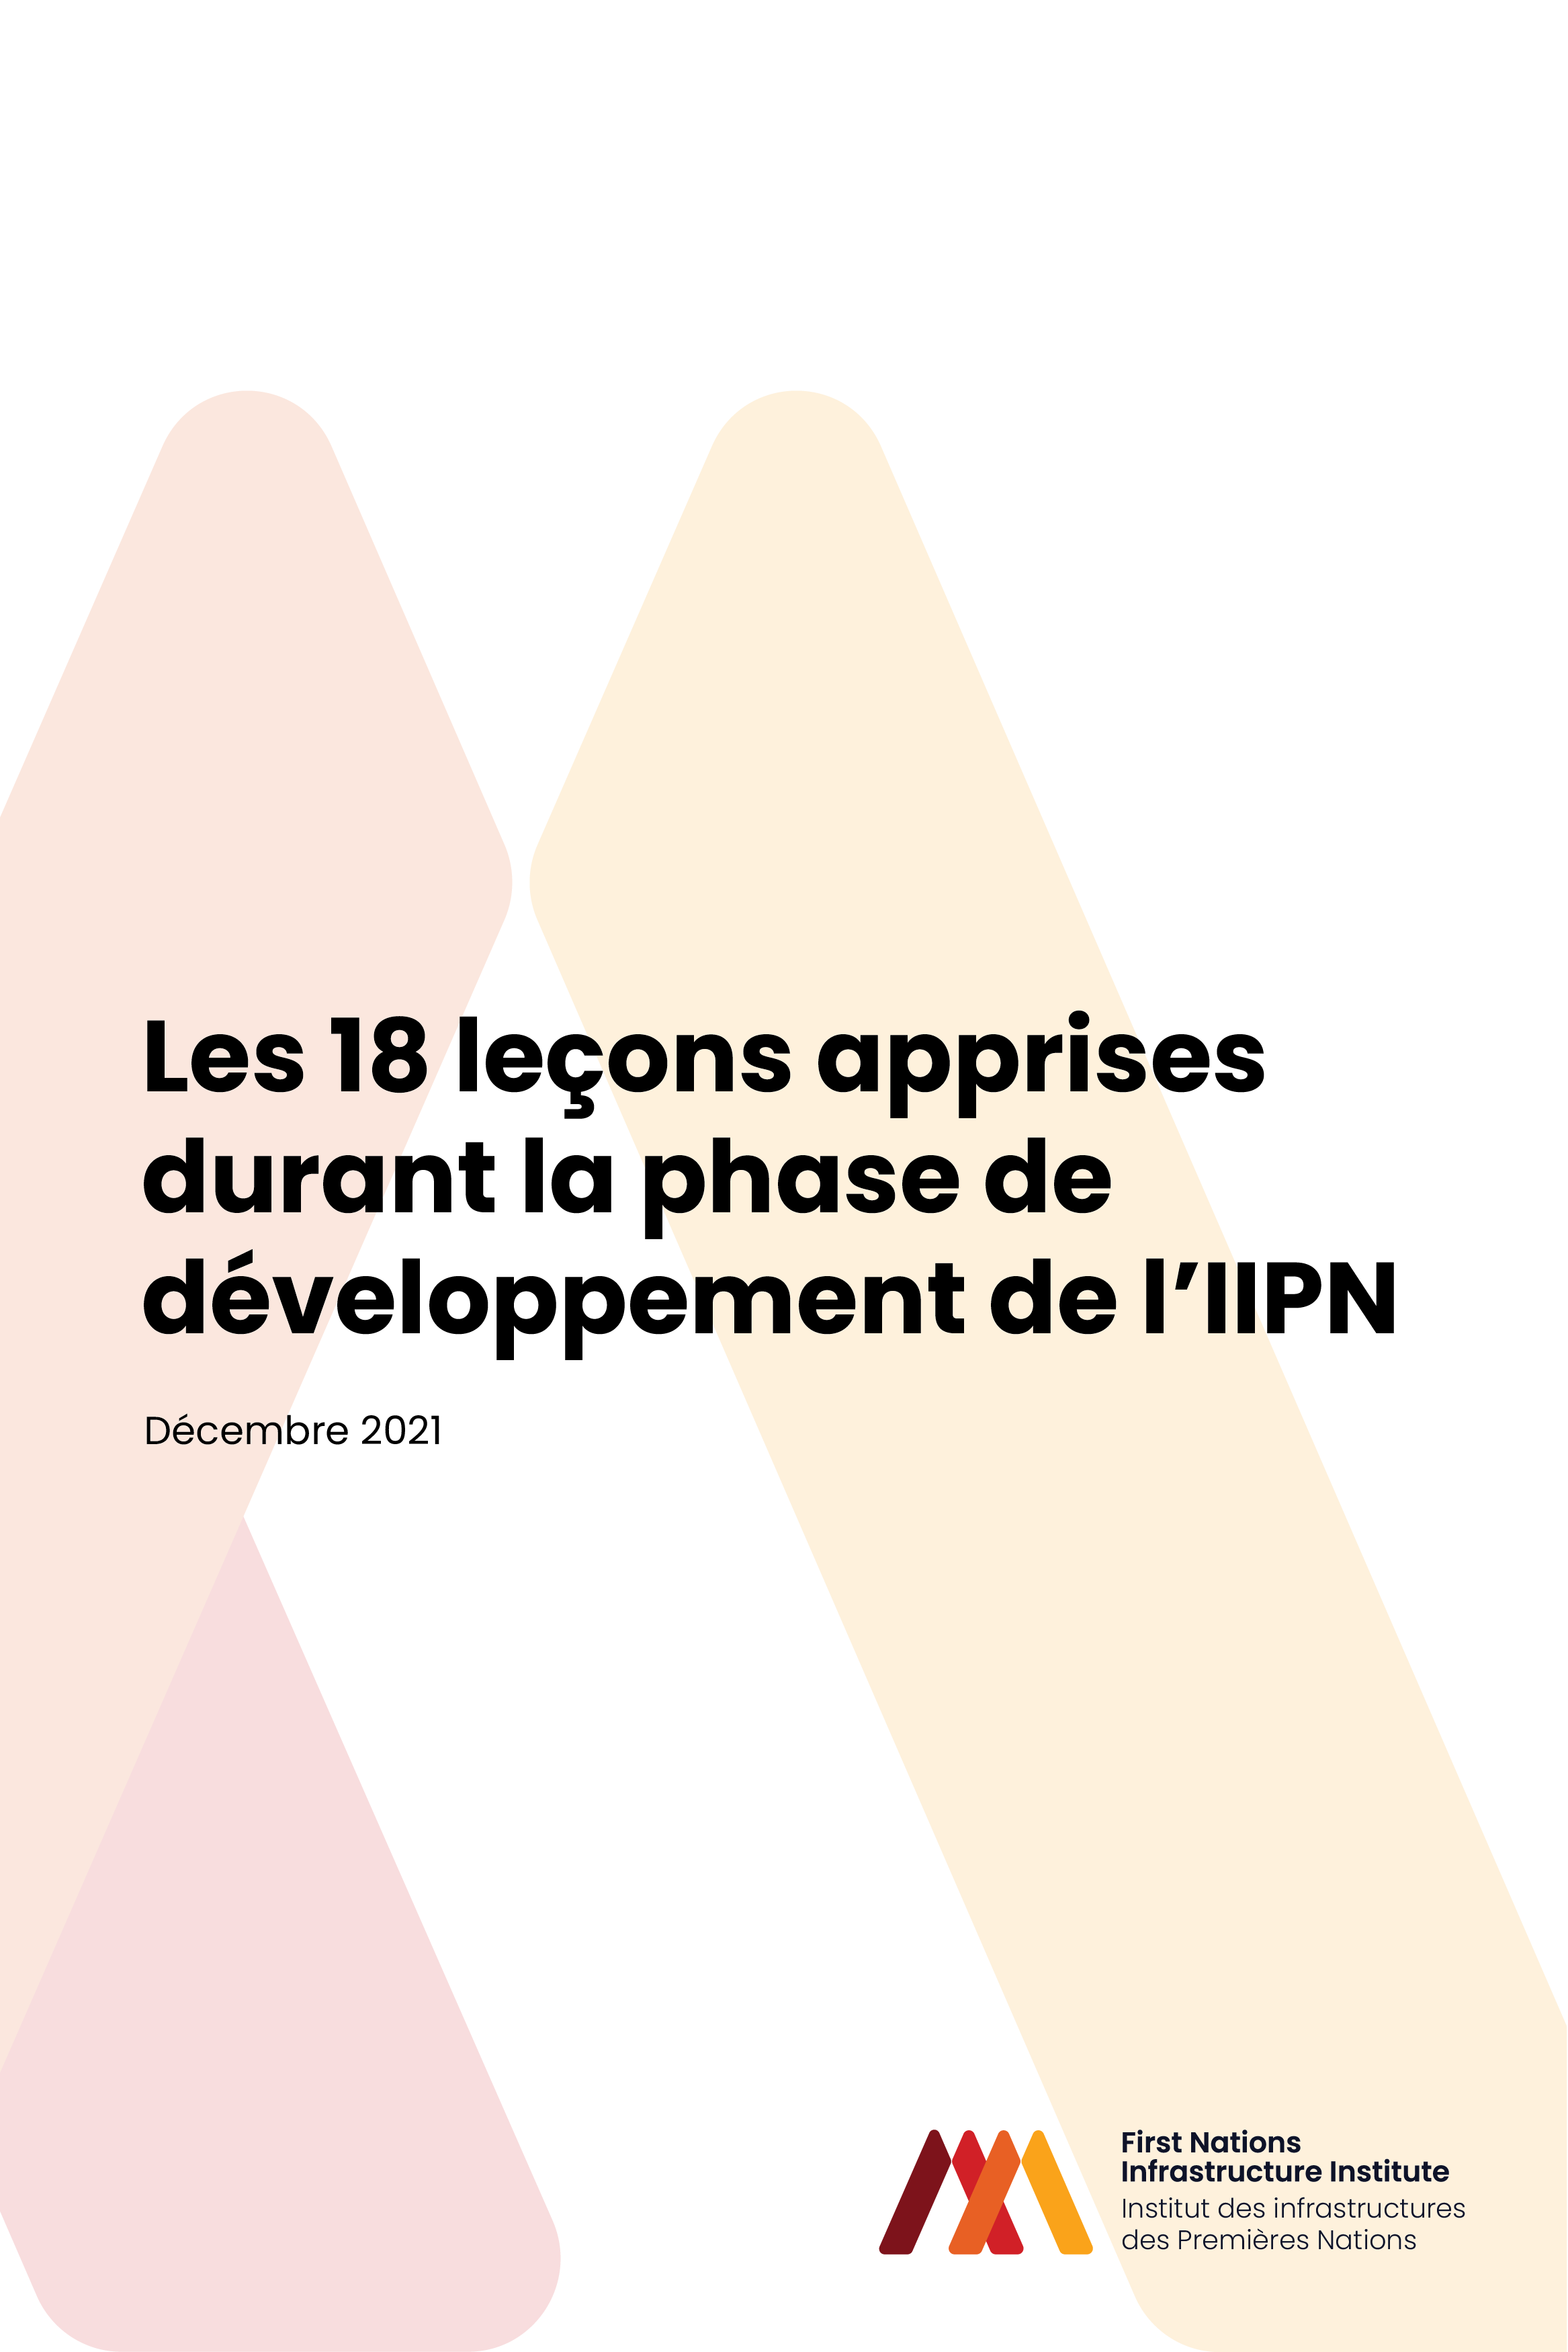 Les 18 leçons apprises
durant la phase de
développement de l’IIPN
Décembre 2021
First Nations
Infrastructure Institute
Institut des infrastructures
des Premières Nations